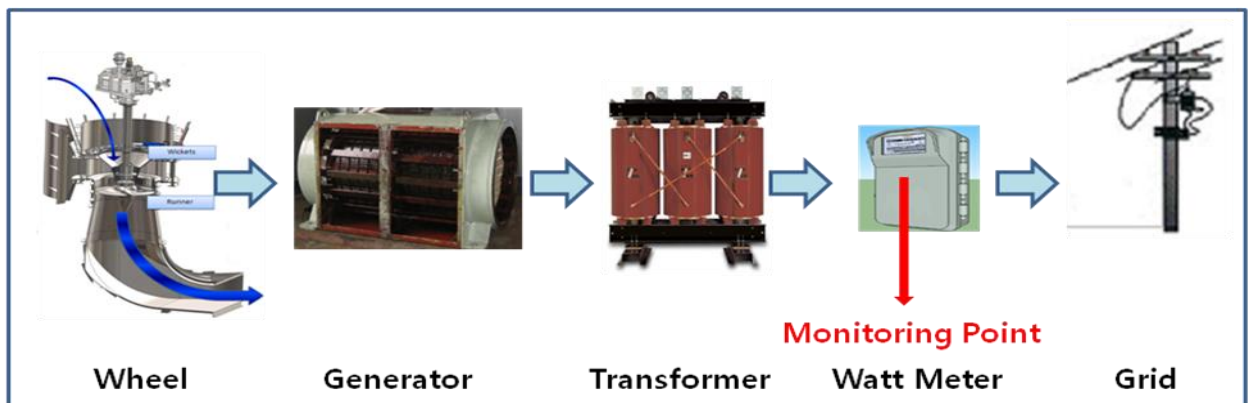 Wickets
Runner
Monitoring Point
Wheel
Generator
Transformer
Watt Meter
Grid